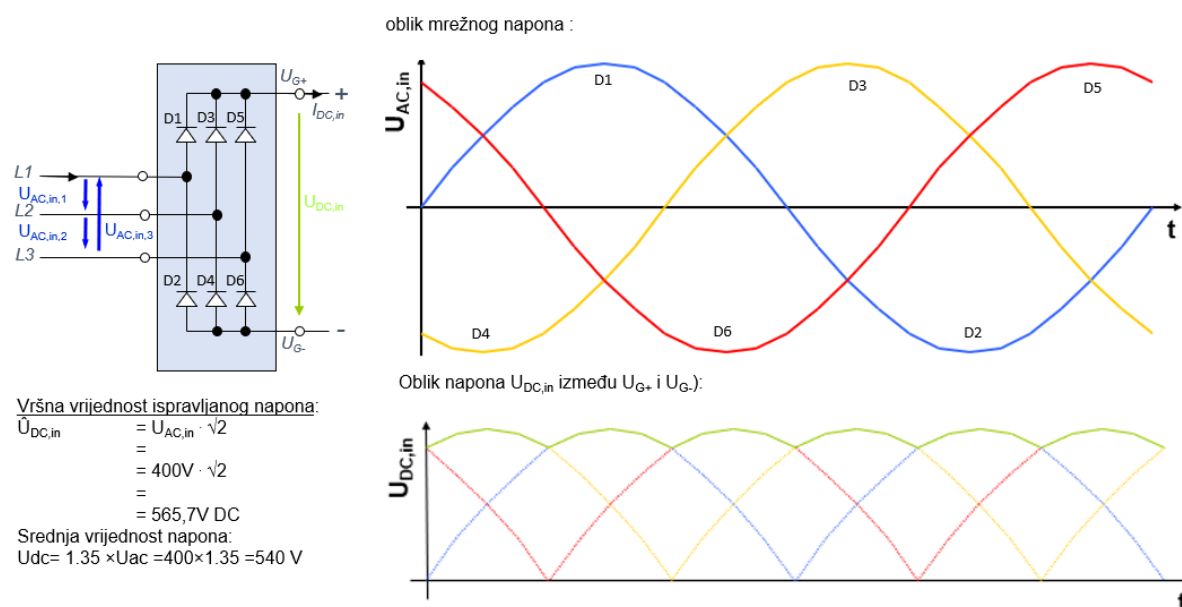 oblik mrežnog napona :
U_G+
+
I_DC,in
D1
D3
D5
L1
U_AC,in,1
L2
U_AC,in,2
U_AC,in,3
L3
U_DC,in
D2
D4
D6
-
U_G-
U_AC,in
D1
D3
D5
t
D4
D6
D2
Oblik napona U_DC,in između U_G+ i U_G-):
U_DC,in
t
Vršna vrijednost ispravljanog napona:
Û_DC,in = U_AC,in · √2
=
= 400V · √2
=
= 565,7V DC
Srednja vrijednost napona:
Udc= 1.35 ×Uac =400×1.35 =540 V